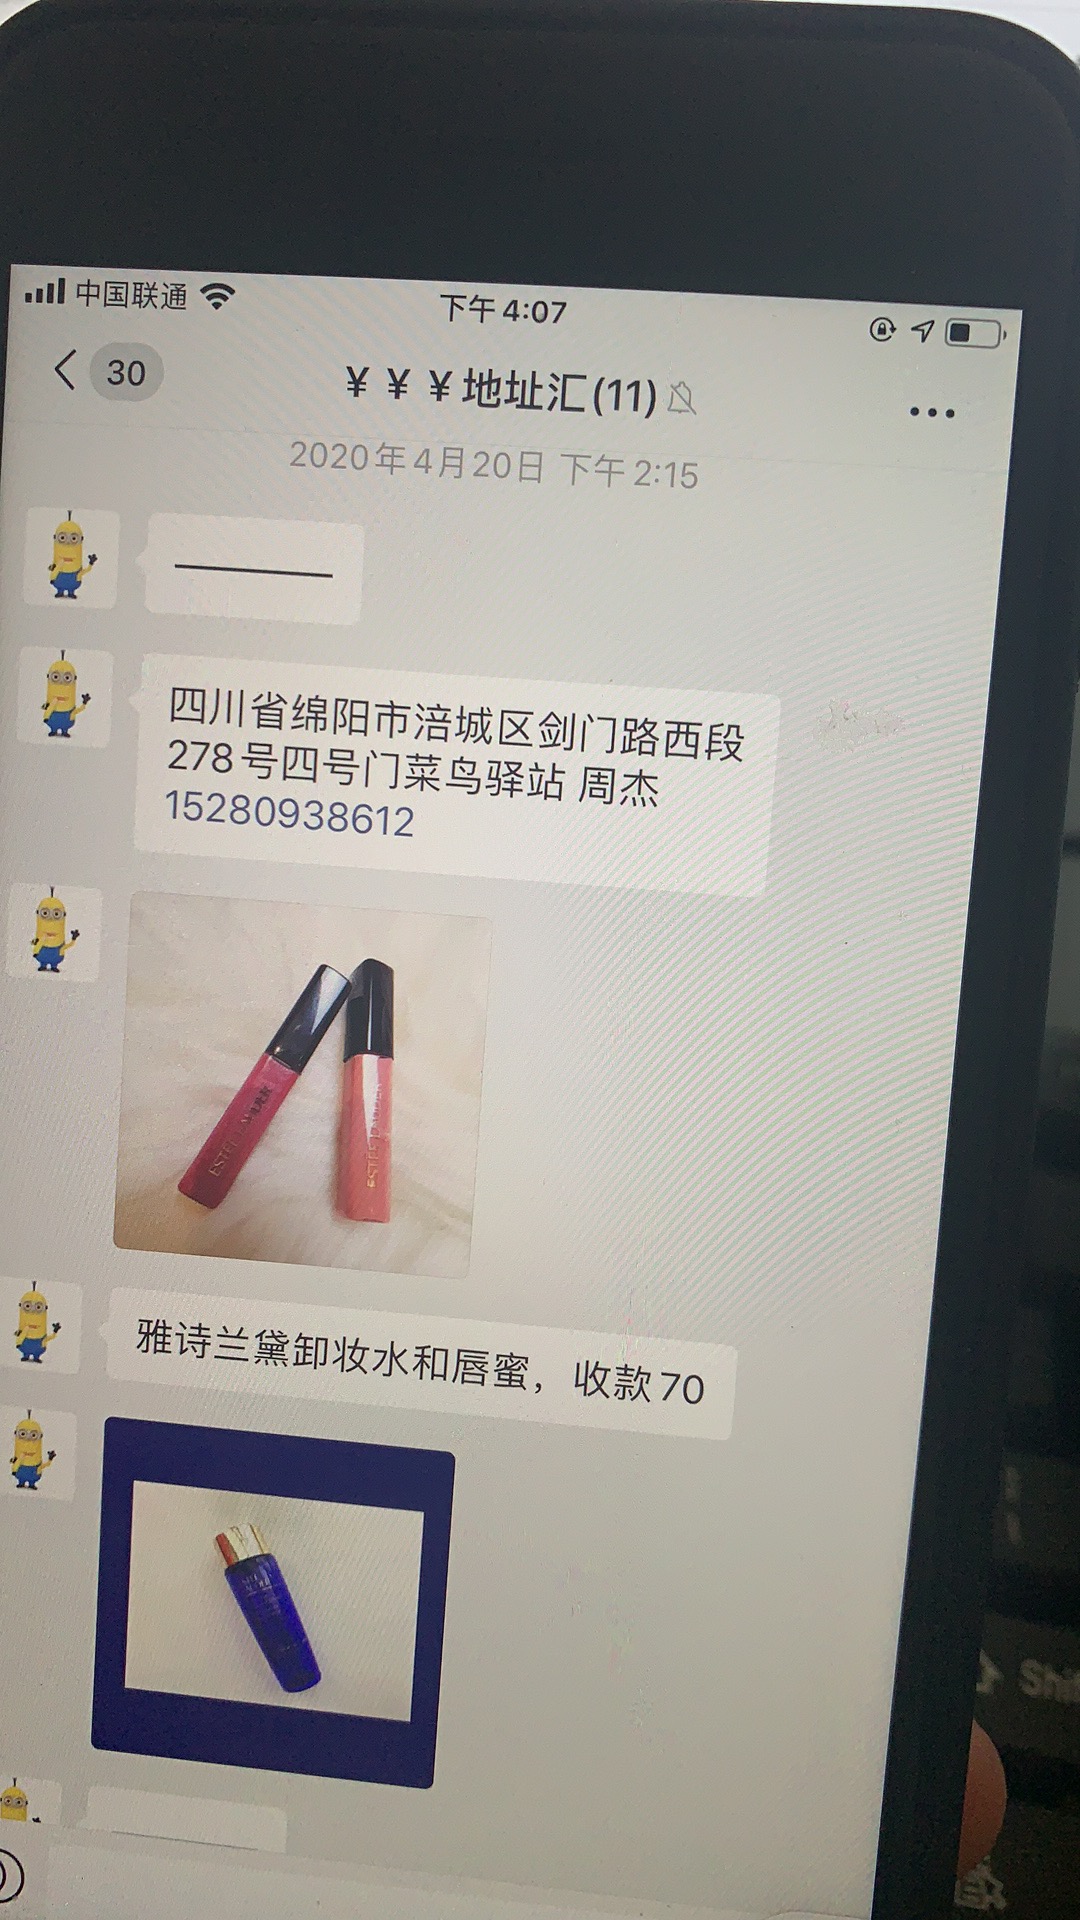 中国联通
下午 4:07
30
¥ ¥ ¥地址汇(11)
2020年4月20日 下午 2:15
四川省绵阳市涪城区剑门路西段
278号四号门菜鸟驿站 周杰
15280938612
ESTEE LAUDER
ESTEE LAUDER
雅诗兰黛卸妆水和唇蜜，收款70